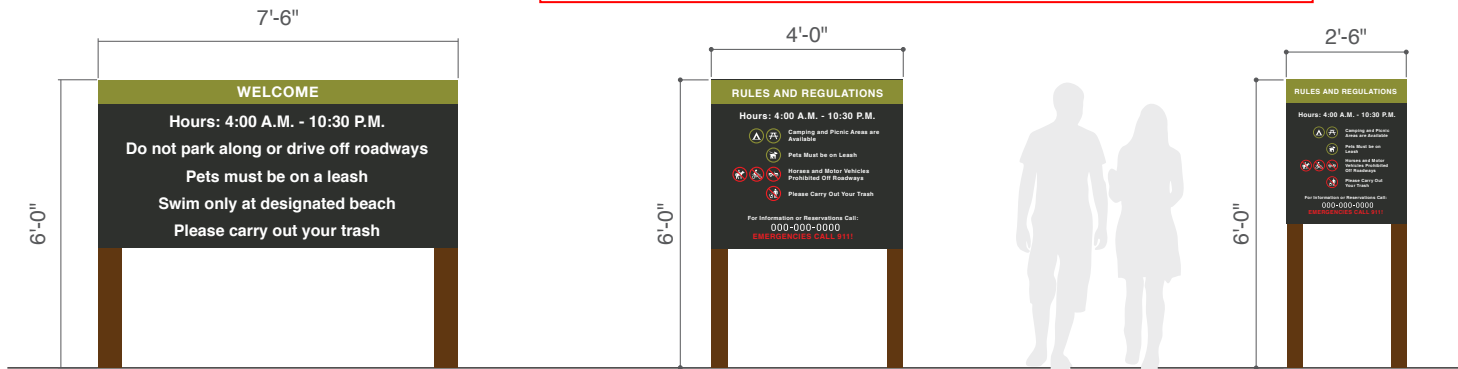 7'-6"
6'-0"
WELCOME
Hours: 4:00 A.M. - 10:30 P.M.
Do not park along or drive off roadways
Pets must be on a leash
Swim only at designated beach
Please carry out your trash
4'-0"
6'-0"
RULES AND REGULATIONS
Hours: 4:00 A.M. - 10:30 P.M.
Camping and Picnic Areas are
Available
Pets Must be on Leash
Horses and Motor Vehicles
Prohibited Off Roadways
Please Carry Out Your Trash
For Information or Reservations Call:
000-000-0000
EMERGENCIES CALL 911!
2'-6"
6'-0"
RULES AND REGULATIONS
Hours: 4:00 A.M. - 10:30 P.M.
Camping and Picnic
Areas are Available
Pets Must be on
Leash
Horses and Motor
Vehicles Prohibited
Off Roadways
Please Carry Out
Your Trash
For Information or Reservations Call:
000-000-0000
EMERGENCIES CALL 911!